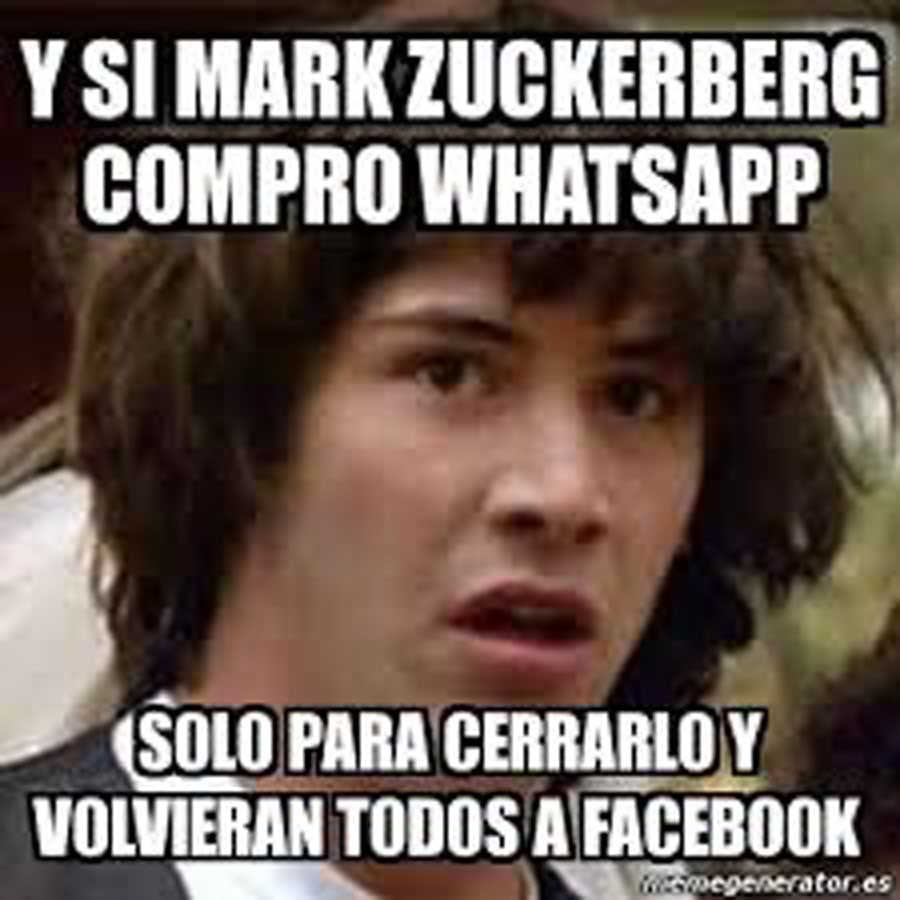 Y SI MARK ZUCKERBERG
COMPRO WHATSAPP
SOLO PARA CERRARLO Y
VOLVIERAN TODOS A FACEBOOK
memegenerator.es